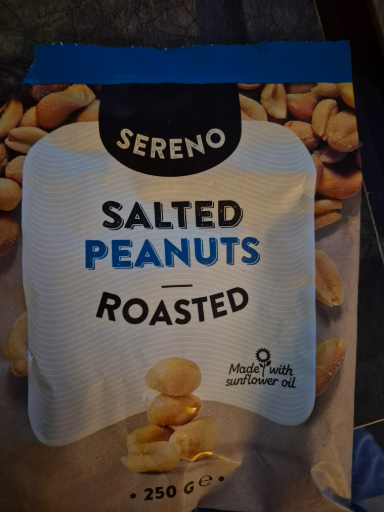 SERENO
SALTED
PEANUTS
ROASTED
Made with
sunflower oil
• 250 G ℮ •